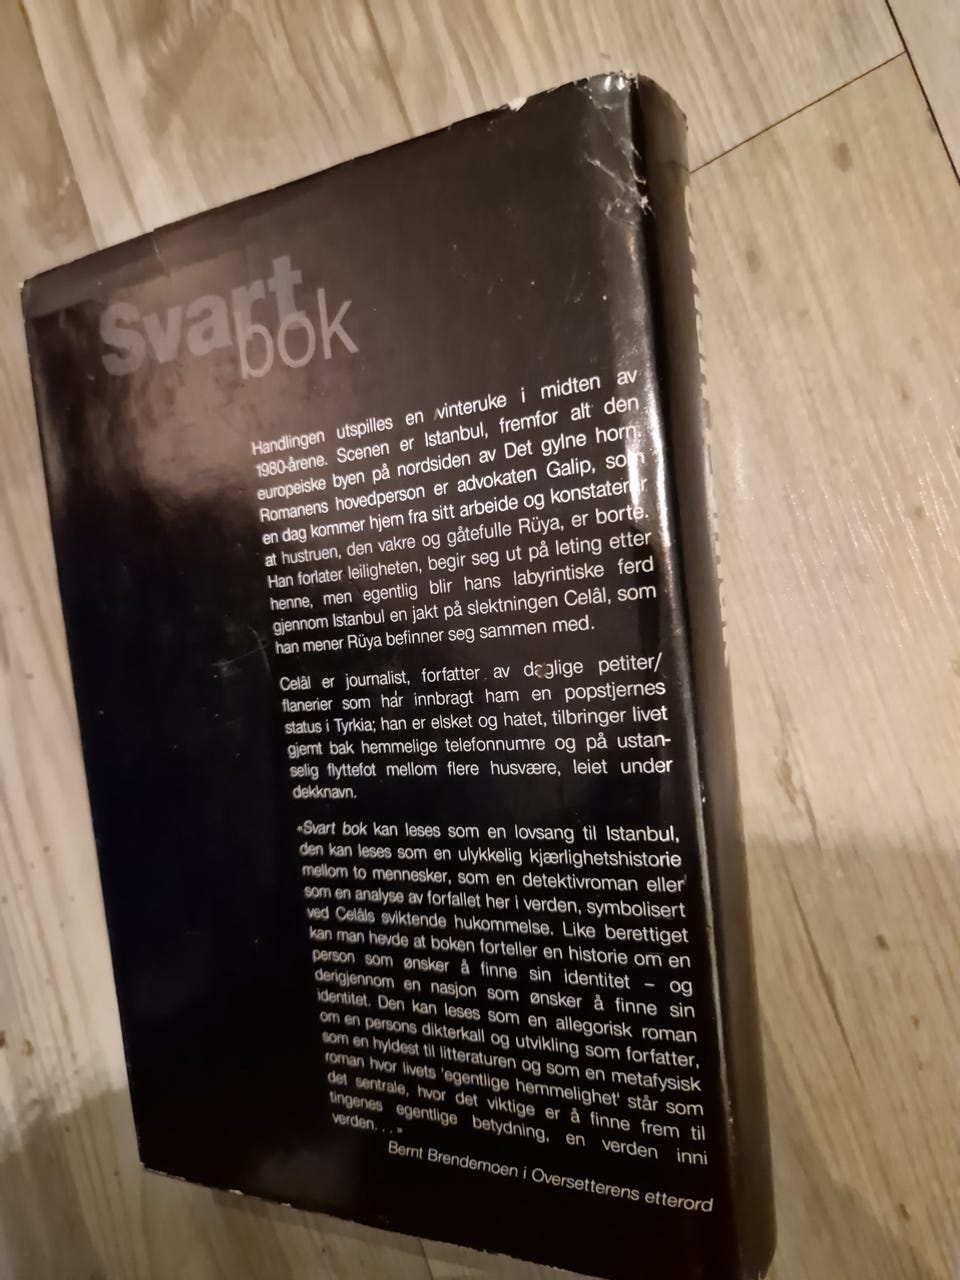 Svart
bok
Handlingen utspilles en vinteruke i midten av
1980-årene. Scenen er Istanbul, fremfor alt den
europeiske byen på nordsiden av Det gylne horn.
Romanens hovedperson er advokaten Galip, som
en dag kommer hjem fra sitt arbeide og konstaterer
at hustruen, den vakre og gåtefulle Rüya, er borte.
Han forlater leiligheten, begir seg ut på leting etter
henne, men egentlig blir hans labyrintiske ferd
gjennom Istanbul en jakt på slektningen Celâl, som
han mener Rüya befinner seg sammen med.
Celâl er journalist, forfatter av daglige petiter/
flanerier som har innbragt ham en popstjernes
status i Tyrkia; han er elsket og hatet, tilbringer livet
gjemt bak hemmelige telefonnumre og på ustan-
selig flyttefot mellom flere husvære, leiet under
dekknavn.
«Svart bok kan leses som en lovsang til Istanbul,
den kan leses som en ulykkelig kjærlighetshistorie
mellom to mennesker, som en detektivroman eller
som en analyse av forfallet her i verden, symbolisert
ved Celâls sviktende hukommelse. Like berettiget
kan man hevde at boken forteller en historie om en
person som ønsker å finne sin identitet – og
derigjennom en nasjon som ønsker å finne sin
identitet. Den kan leses som en allegorisk roman
om en persons dikterkall og utvikling som forfatter,
som en hyldest til litteraturen og som en metafysisk
roman hvor livets 'egentlige hemmelighet' står som
det sentrale, hvor det viktige er å finne frem til
tingenes egentlige betydning, en verden inni
verden. . . »
Bernt Brendemoen i Oversetterens etterord